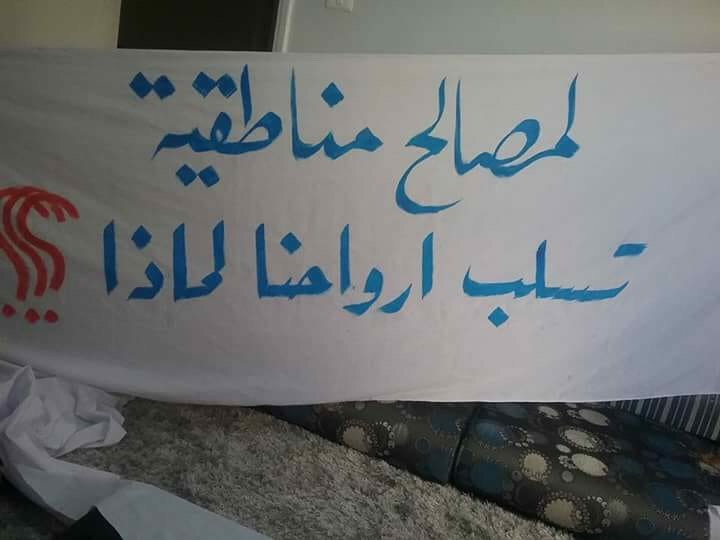 لمصالح مناطقية
تسلب ارواحنا لماذا ؟؟؟